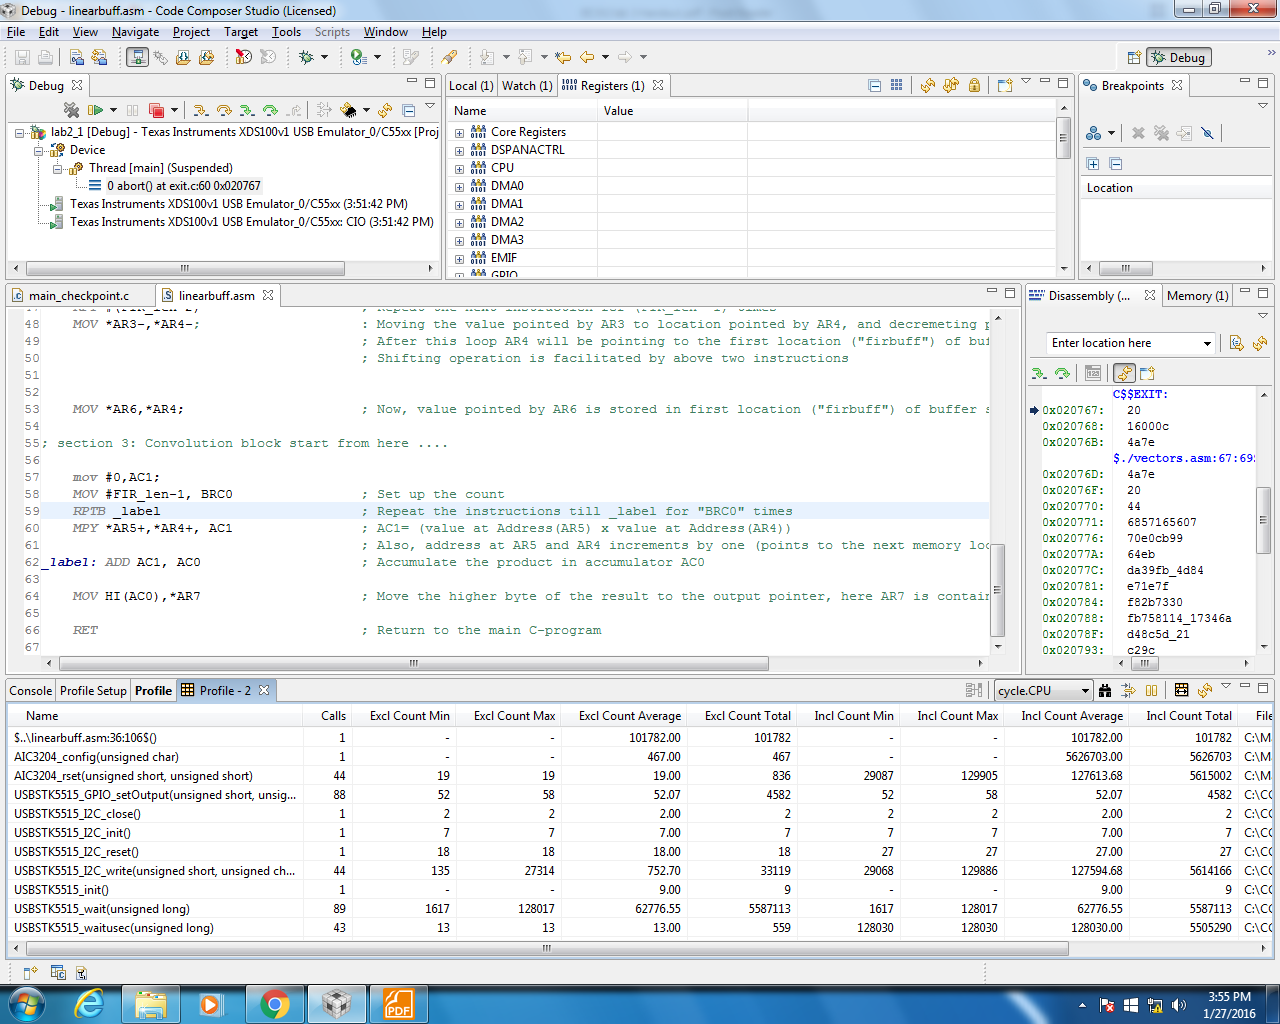 Debug - linearbuff.asm - Code Composer Studio (Licensed)
File Edit View Navigate Project Target Tools Scripts Window Help
Debug
Debug
lab2_1 [Debug] - Texas Instruments XDS100v1 USB Emulator_0/C55xx [Proj
Device
Thread [main] (Suspended)
0 abort() at exit.c:60 0x020767
Texas Instruments XDS100v1 USB Emulator_0/C55xx (3:51:42 PM)
Texas Instruments XDS100v1 USB Emulator_0/C55xx: CIO (3:51:42 PM)
Local (1) Watch (1) Registers (1)
Name Value
Core Registers
DSPANACTRL
CPU
DMA0
DMA1
DMA2
DMA3
EMIF
GPIO
Breakpoints
Location
main_checkpoint.c linearbuff.asm
48 MOV *AR3-,*AR4-; : Moving the value pointed by AR3 to location pointed by AR4, and decremeting p
49 ; After this loop AR4 will be pointing to the first location ("firbuff") of buf
50 ; Shifting operation is facilitated by above two instructions
51
52
53 MOV *AR6,*AR4; ; Now, value pointed by AR6 is stored in first location ("firbuff") of buffer s
54
55 ; section 3: Convolution block start from here ....
56
57 mov #0,AC1;
58 MOV #FIR_len-1, BRC0 ; Set up the count
59 RPTB _label ; Repeat the instructions till _label for "BRC0" times
60 MPY *AR5+,*AR4+, AC1 ; AC1= (value at Address(AR5) x value at Address(AR4))
61 ; Also, address at AR5 and AR4 increments by one (points to the next memory loc
62 _label: ADD AC1, AC0 ; Accumulate the product in accumulator AC0
63
64 MOV HI(AC0),*AR7 ; Move the higher byte of the result to the output pointer, here AR7 is contain
65
66 RET ; Return to the main C-program
67
Disassembly (... Memory (1)
Enter location here
C$$EXIT:
0x020767: 20
0x020768: 16000c
0x02076B: 4a7e
$./vectors.asm:67:69
0x02076D: 4a7e
0x02076F: 20
0x020770: 44
0x020771: 6857165607
0x020776: 70e0cb99
0x02077A: 64eb
0x02077C: da39fb_4d84
0x020781: e71e7f
0x020784: f82b7330
0x020788: fb758114_17346a
0x02078F: d48c5d_21
0x020793: c29c
Console Profile Setup Profile Profile - 2
cycle.CPU
Name Calls Excl Count Min Excl Count Max Excl Count Average Excl Count Total Incl Count Min Incl Count Max Incl Count Average Incl Count Total File
$..\linearbuff.asm:36:106$() 1 - - 101782.00 101782 - - 101782.00 101782 C:\M
AIC3204_config(unsigned char) 1 - - 467.00 467 - - 5626703.00 5626703 C:\M
AIC3204_rset(unsigned short, unsigned short) 44 19 19 19.00 836 29087 129905 127613.68 5615002 C:\M
USBSTK5515_GPIO_setOutput(unsigned short, unsig... 88 52 58 52.07 4582 52 58 52.07 4582 C:\CC
USBSTK5515_I2C_close() 1 2 2 2.00 2 2 2 2.00 2 C:\CC
USBSTK5515_I2C_init() 1 7 7 7.00 7 7 7 7.00 7 C:\CC
USBSTK5515_I2C_reset() 1 18 18 18.00 18 27 27 27.00 27 C:\CC
USBSTK5515_I2C_write(unsigned short, unsigned ch... 44 135 27314 752.70 33119 29068 129886 127594.68 5614166 C:\CC
USBSTK5515_init() 1 - - 9.00 9 - - 9.00 9 C:\CC
USBSTK5515_wait(unsigned long) 89 1617 128017 62776.55 5587113 1617 128017 62776.55 5587113 C:\CC
USBSTK5515_waitusec(unsigned long) 43 13 13 13.00 559 128030 128030 128030.00 5505290 C:\CC
PDF
3:55 PM
1/27/2016